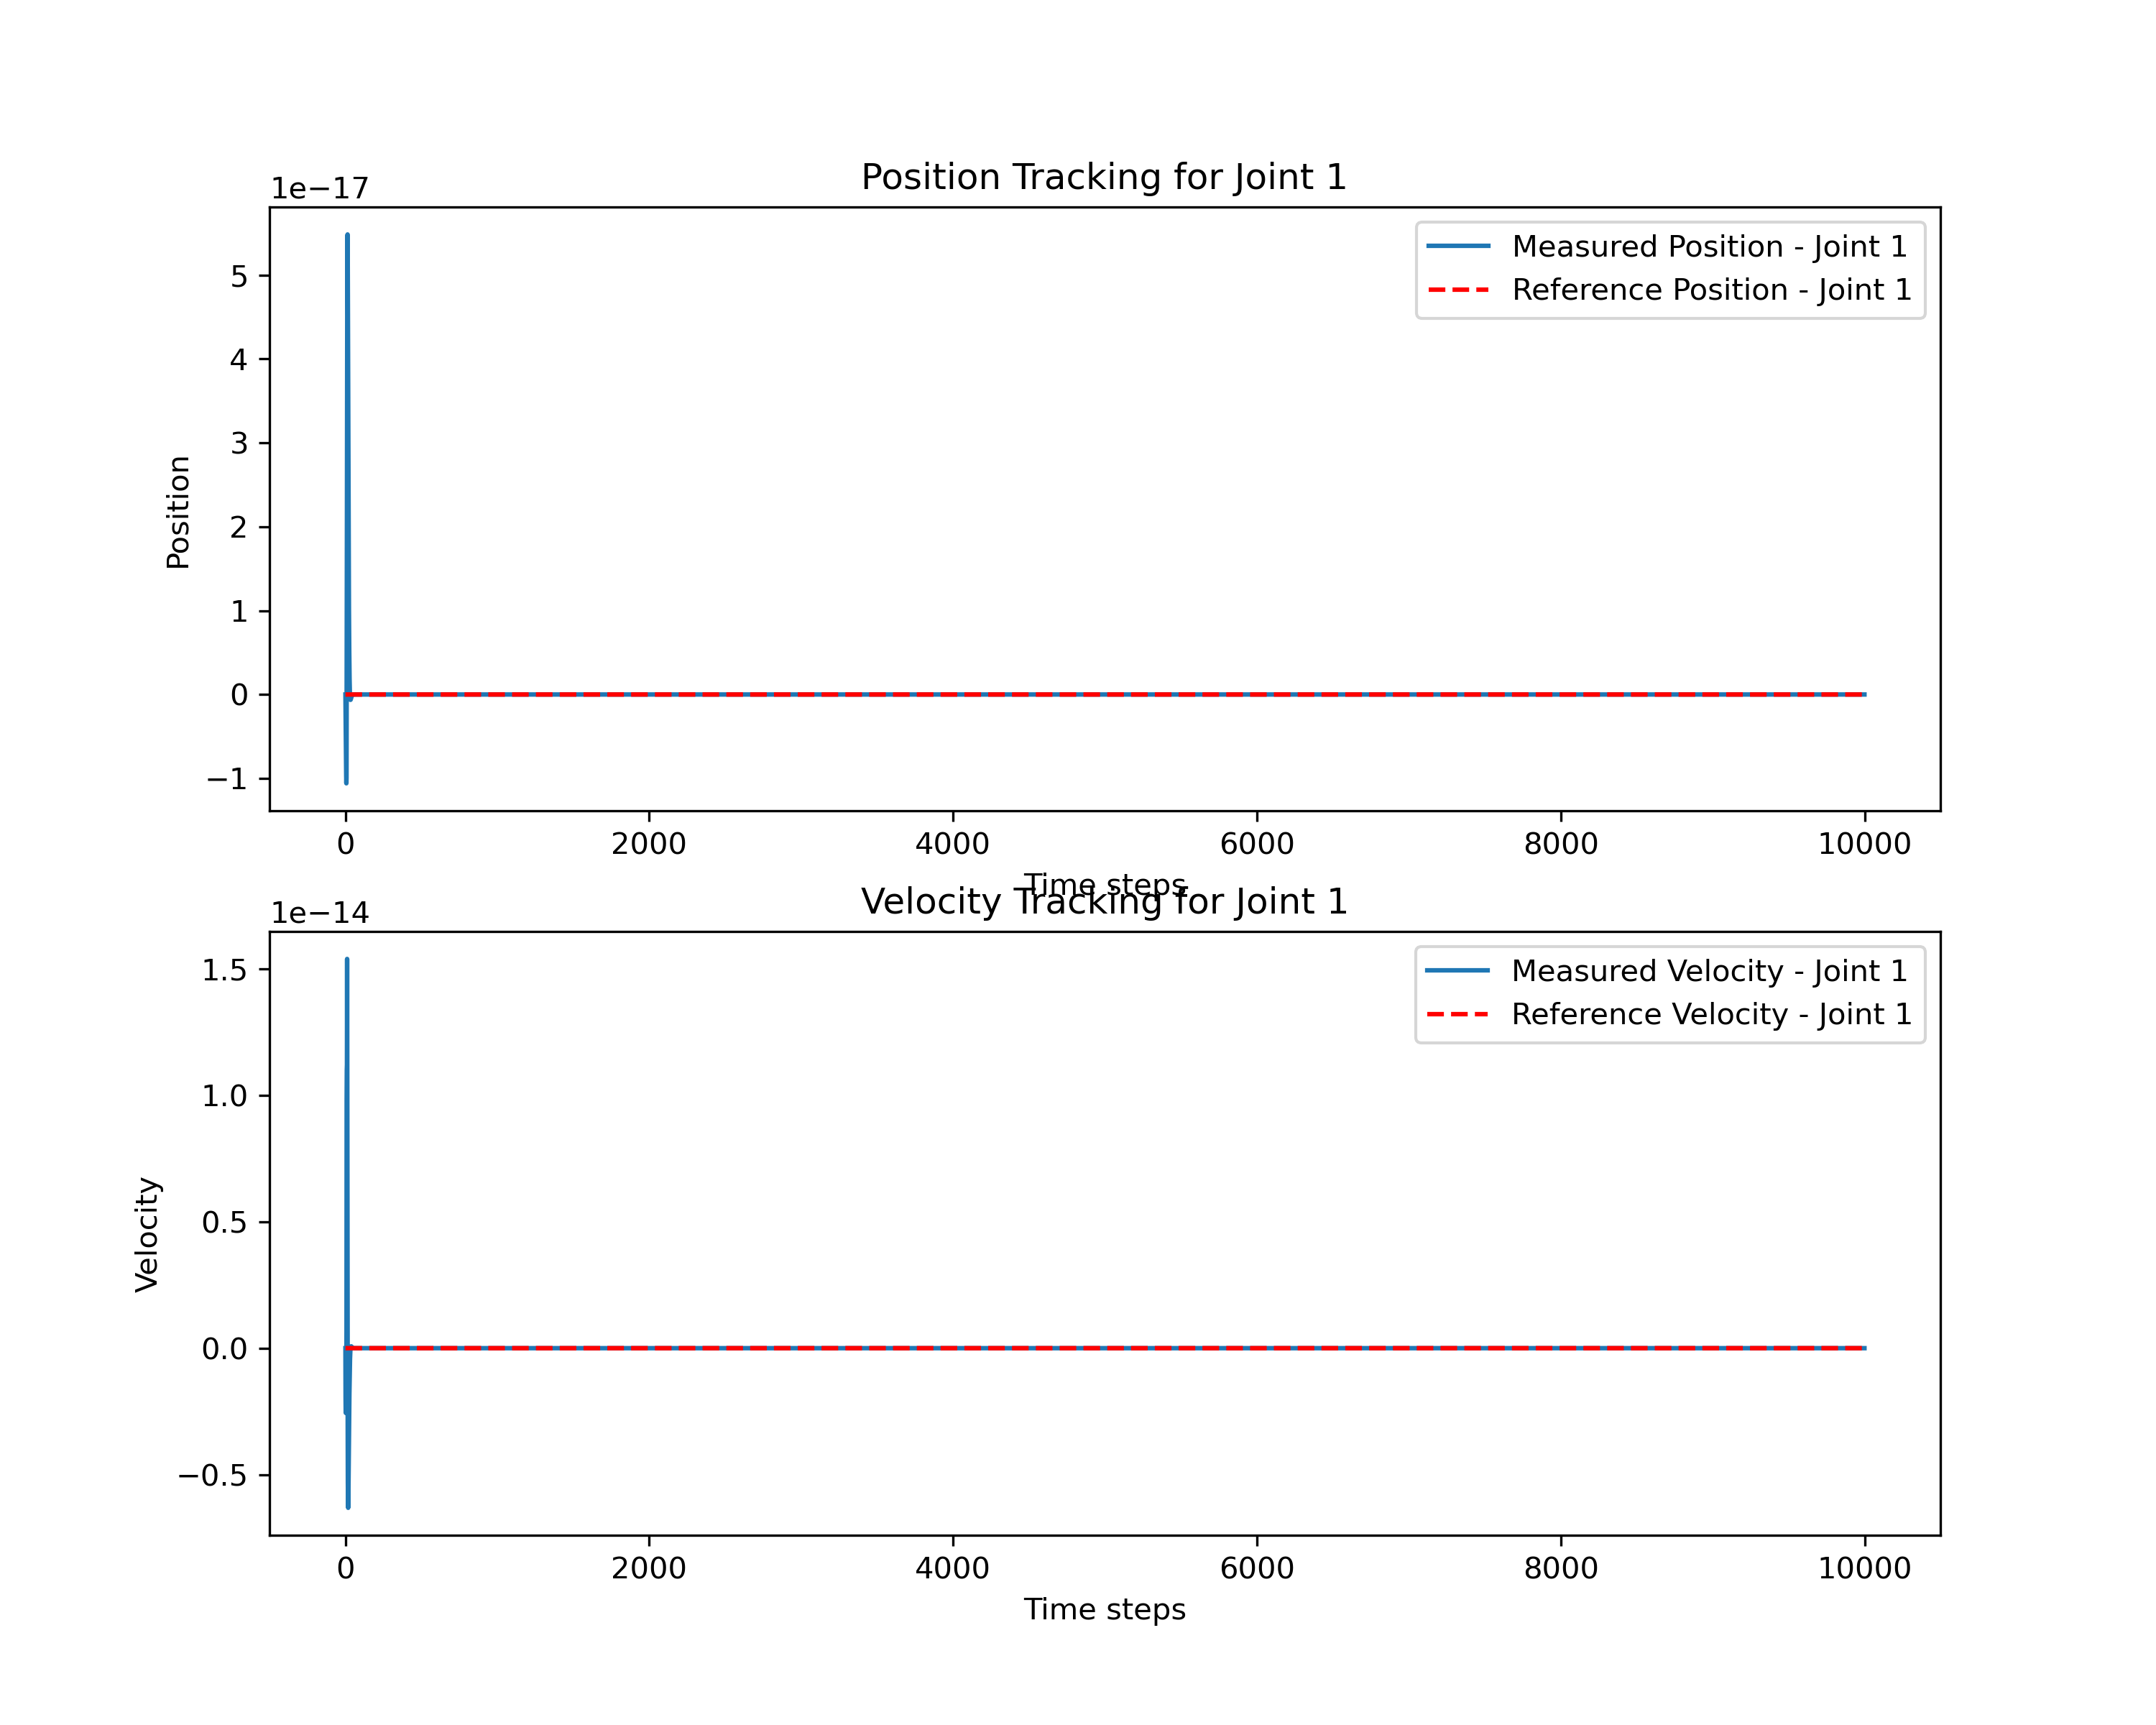 Position Tracking for Joint 1
1e−17
Measured Position - Joint 1
Reference Position - Joint 1
5
4
3
2
1
0
−1
Position
0 2000 4000 6000 8000 10000
Time steps
Velocity Tracking for Joint 1
1e−14
Measured Velocity - Joint 1
Reference Velocity - Joint 1
1.5
1.0
0.5
0.0
−0.5
Velocity
0 2000 4000 6000 8000 10000
Time steps